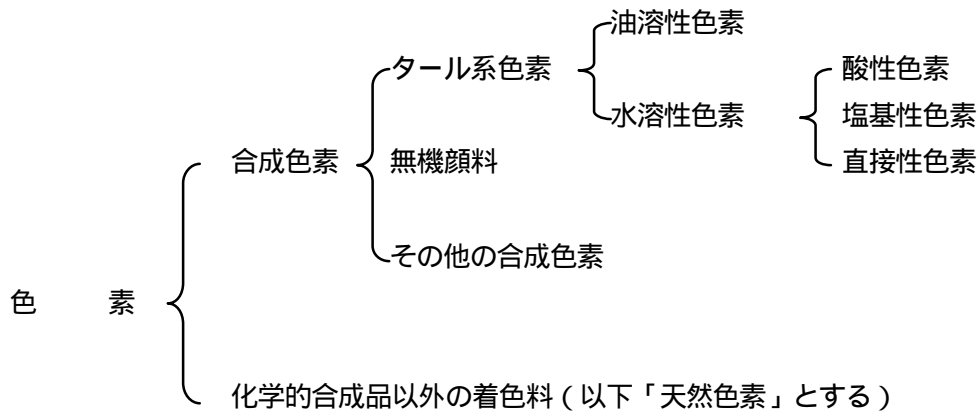 油溶性色素
タール系色素
酸性色素
水溶性色素
塩基性色素
直接性色素
合成色素
無機顔料
その他の合成色素
色 素
化学的合成品以外の着色料(以下「天然色素」とする)